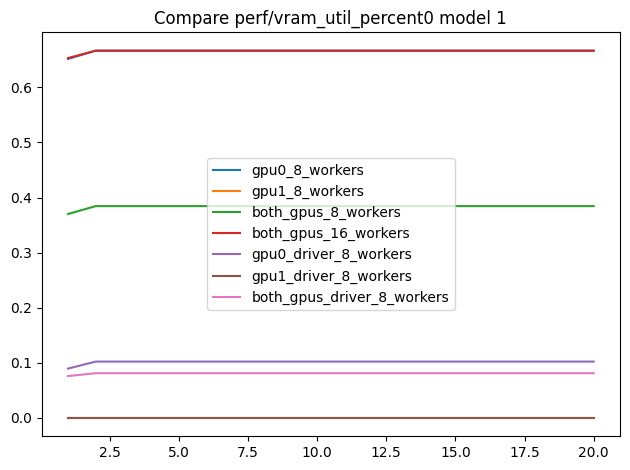 Compare perf/vram_util_percent0 model 1
0.6
0.5
0.4
0.3
0.2
0.1
0.0
gpu0_8_workers
gpu1_8_workers
both_gpus_8_workers
both_gpus_16_workers
gpu0_driver_8_workers
gpu1_driver_8_workers
both_gpus_driver_8_workers
2.5 5.0 7.5 10.0 12.5 15.0 17.5 20.0